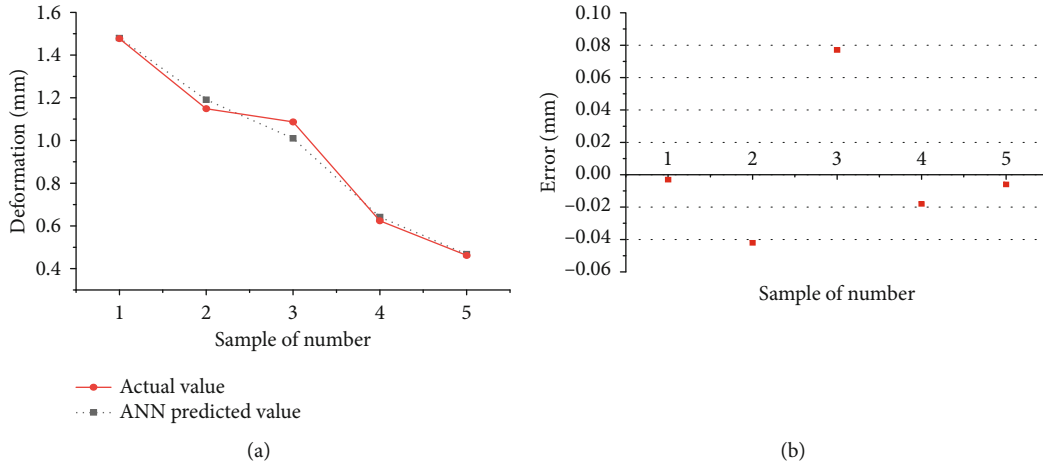 1.6
1.4
1.2
1.0
0.8
0.6
0.4
Deformation (mm)
1 2 3 4 5
Sample of number
Actual value
ANN predicted value
(a)
0.10
0.08
0.06
0.04
0.02
0.00
−0.02
−0.04
−0.06
Error (mm)
1 2 3 4 5
Sample of number
(b)